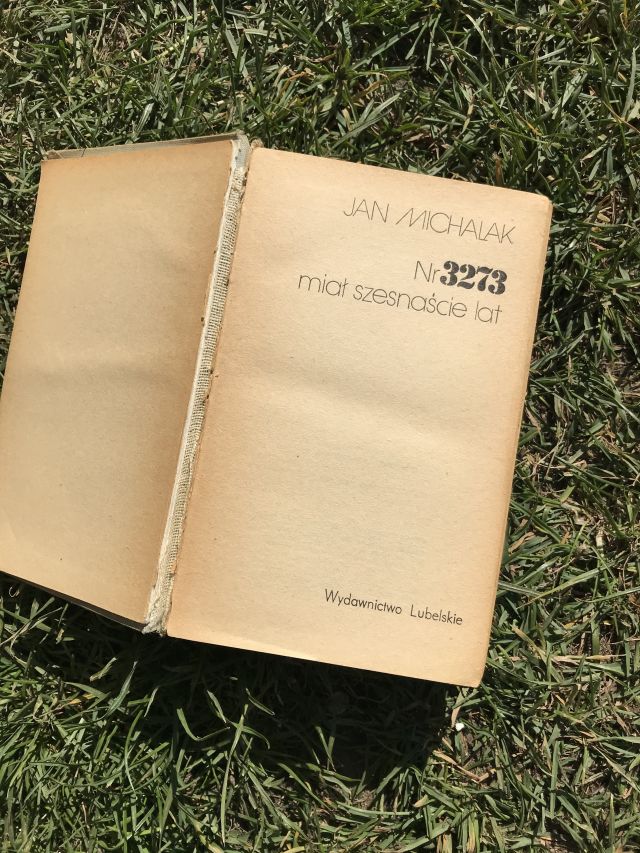 JAN MICHALAK
Nr 3273
miał szesnaście lat
Wydawnictwo Lubelskie